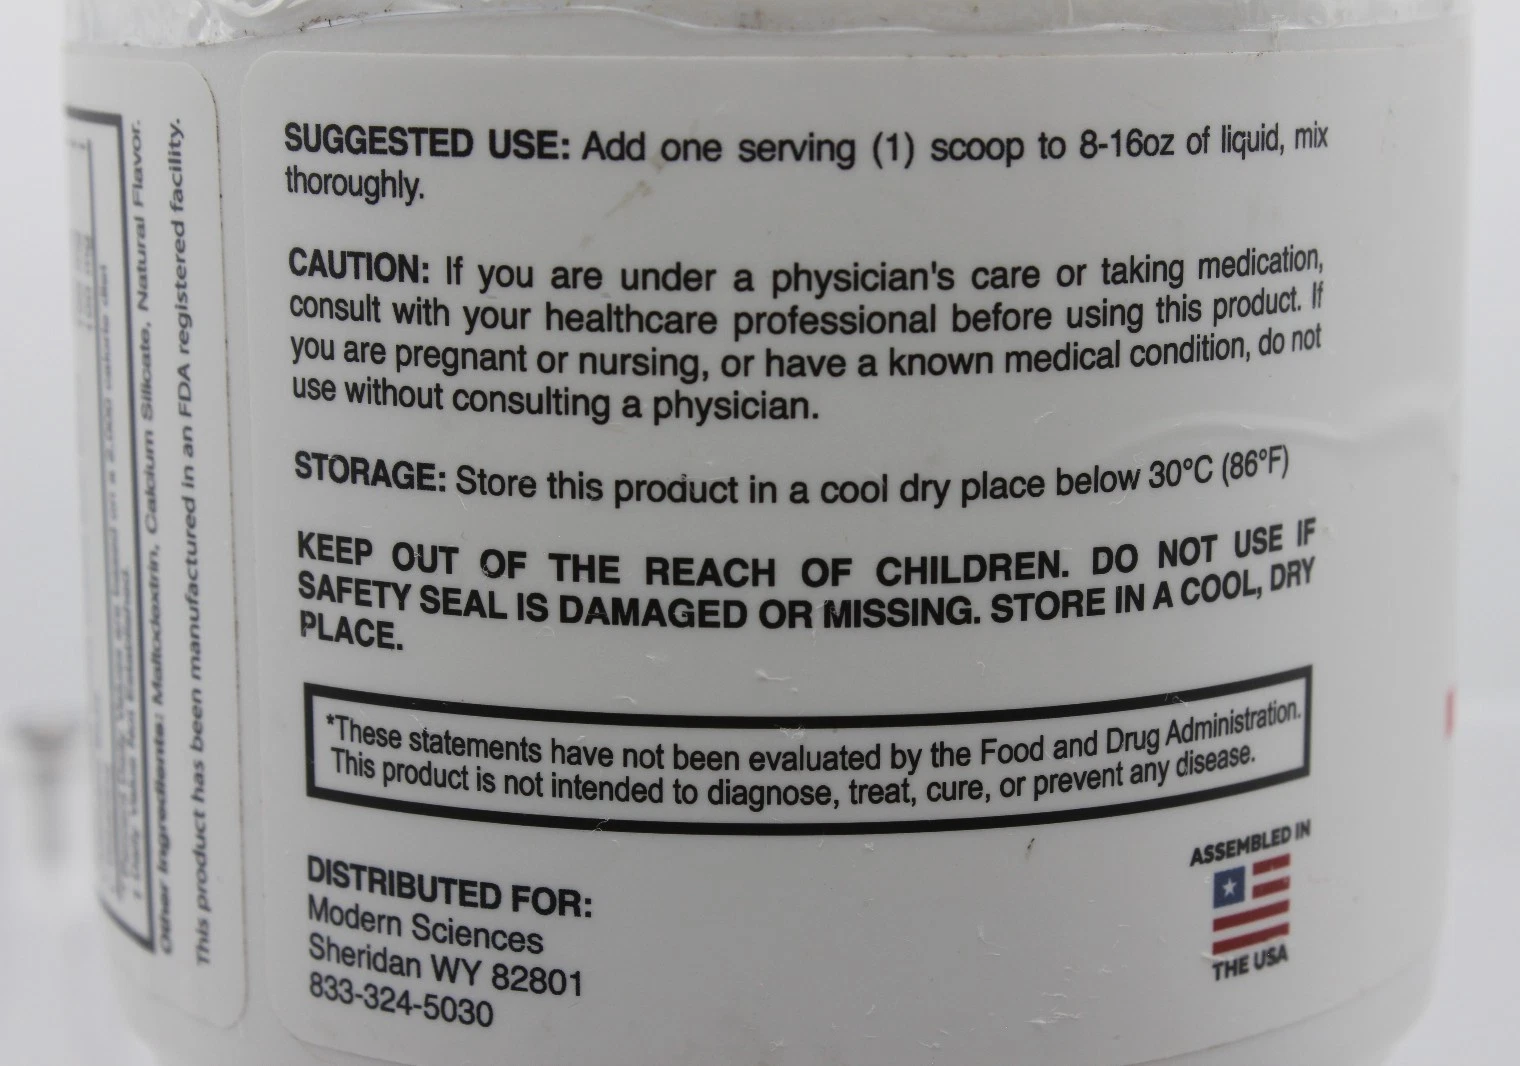 SUGGESTED USE: Add one serving (1) scoop to 8-16oz of liquid, mix
thoroughly.
CAUTION: If you are under a physician's care or taking medication,
consult with your healthcare professional before using this product. If
you are pregnant or nursing, or have a known medical condition, do not
use without consulting a physician.
STORAGE: Store this product in a cool dry place below 30°C (86°F)
KEEP OUT OF THE REACH OF CHILDREN. DO NOT USE IF
SAFETY SEAL IS DAMAGED OR MISSING. STORE IN A COOL, DRY
PLACE.
*These statements have not been evaluated by the Food and Drug Administration.
This product is not intended to diagnose, treat, cure, or prevent any disease.
DISTRIBUTED FOR:
Modern Sciences
Sheridan WY 82801
833-324-5030
ASSEMBLED IN
THE USA
Other Ingredients: Maltodextrin, Calcium Silicate, Natural Flavor.
This product has been manufactured in an FDA registered facility.